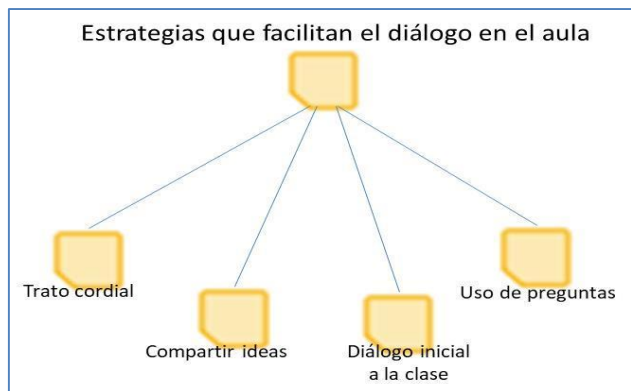 Estrategias que facilitan el diálogo en el aula
Trato cordial
Compartir ideas
Diálogo inicial
a la clase
Uso de preguntas